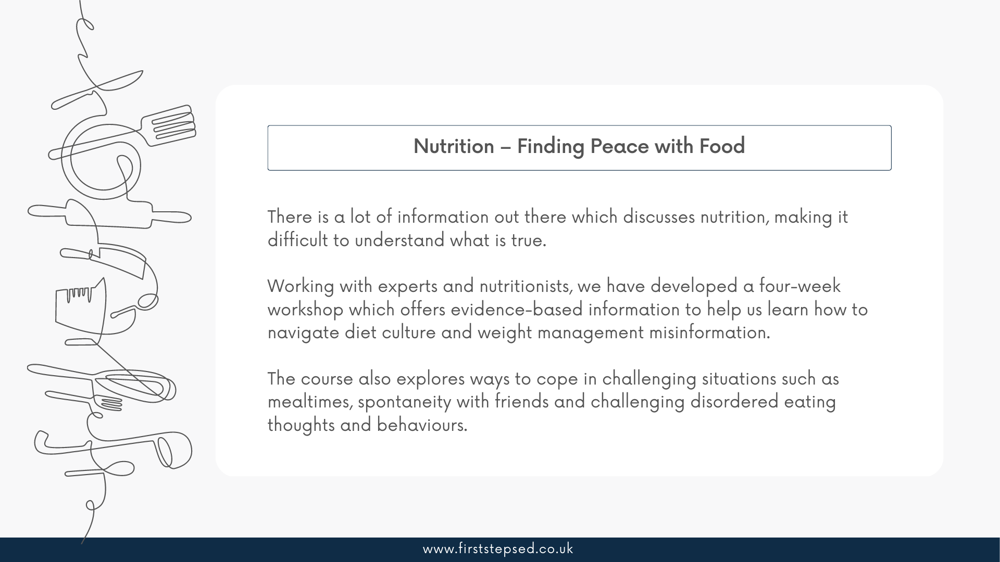 Nutrition – Finding Peace with Food
There is a lot of information out there which discusses nutrition, making it
difficult to understand what is true.
Working with experts and nutritionists, we have developed a four-week
workshop which offers evidence-based information to help us learn how to
navigate diet culture and weight management misinformation.
The course also explores ways to cope in challenging situations such as
mealtimes, spontaneity with friends and challenging disordered eating
thoughts and behaviours.
www.firststepsed.co.uk